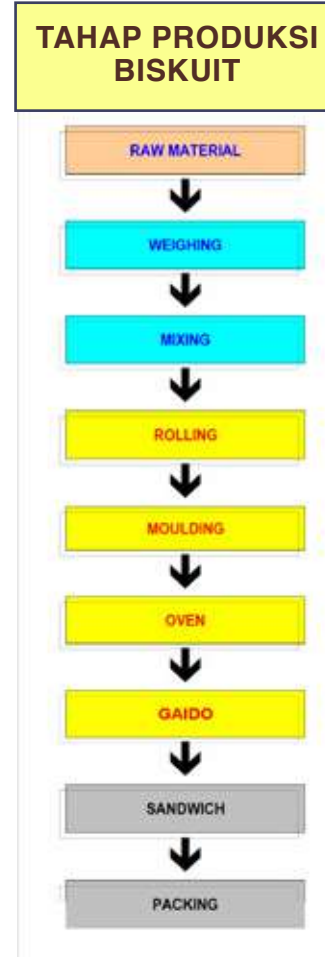 TAHAP PRODUKSI
BISKUIT
RAW MATERIAL
WEIGHING
MIXING
ROLLING
MOULDING
OVEN
GAIDO
SANDWICH
PACKING